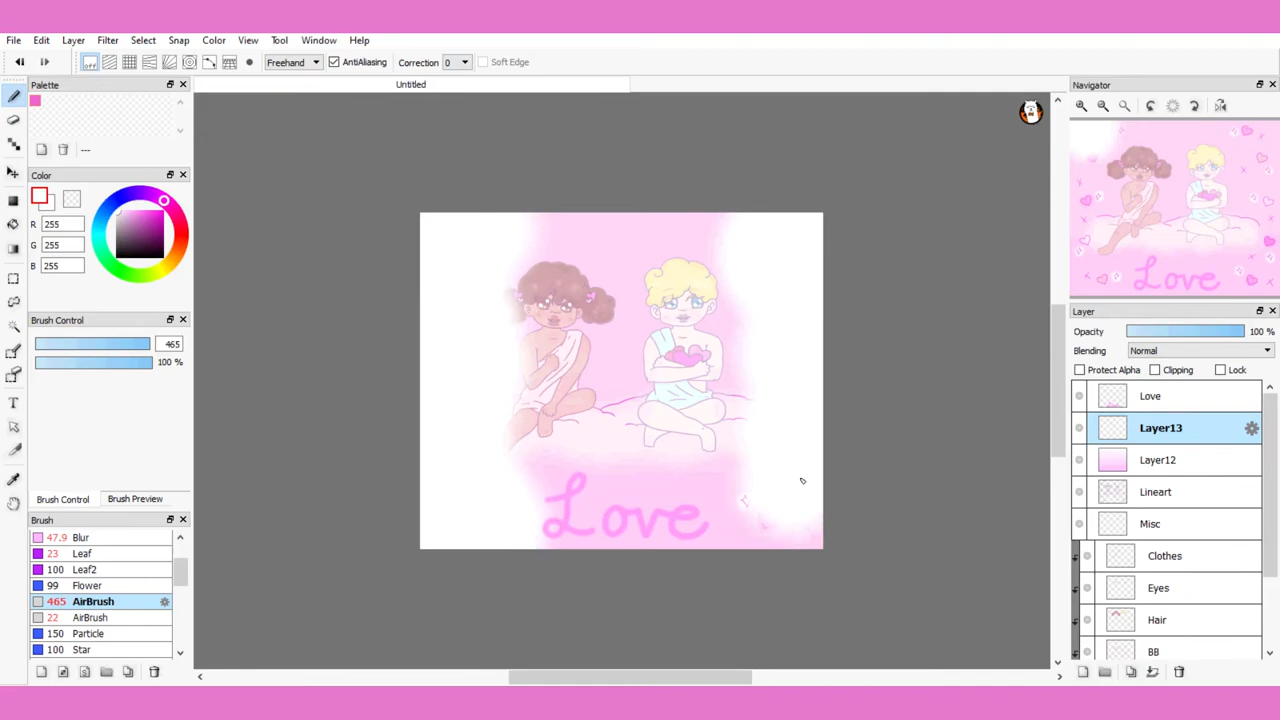 File Edit Layer Filter Select Snap Color View Tool Window Help
off Freehand AntiAliasing Correction 0 Soft Edge
Palette
Untitled
Navigator
---
Color
R 255
G 255
B 255
Brush Control
465
100 %
Brush Control Brush Preview
Brush
47.9 Blur
23 Leaf
100 Leaf2
99 Flower
465 AirBrush
22 AirBrush
150 Particle
100 Star
Love
Love
Layer
Opacity 100 %
Blending Normal
Protect Alpha Clipping Lock
Love
Layer13
Layer12
Lineart
Misc
Clothes
Eyes
Hair
BB